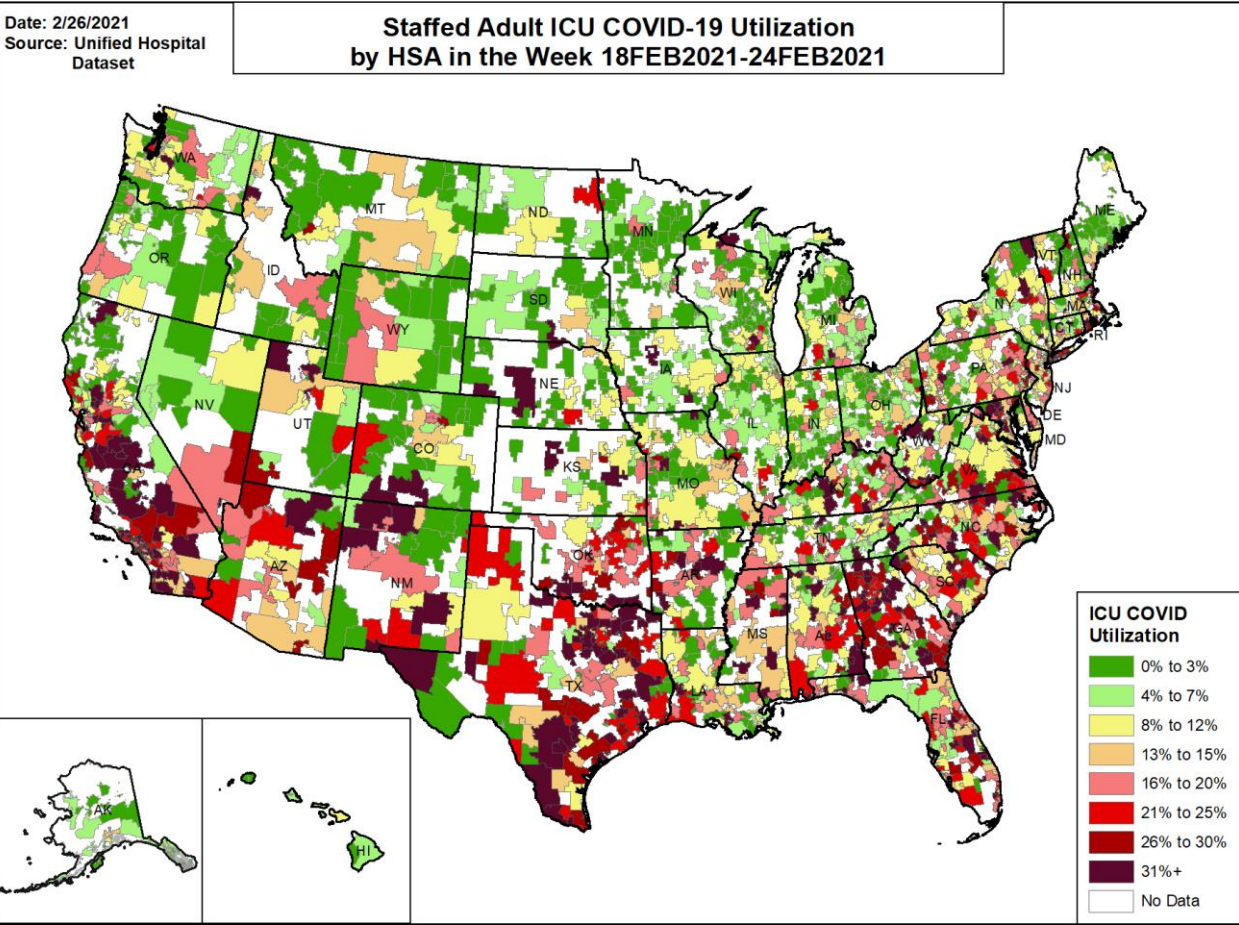 Date: 2/26/2021
Source: Unified Hospital
Dataset
Staffed Adult ICU COVID-19 Utilization
by HSA in the Week 18FEB2021-24FEB2021
WA
MT
ND
MN
ME
OR
ID
SD
WI
VT
NH
NY
MA
WY
MI
CT
RI
IA
PA
NE
NJ
NV
OH
IL
IN
DE
UT
MD
CO
WV
CA
KS
VA
MO
KY
NC
TN
OK
AZ
AR
NM
SC
MS
AL
GA
TX
LA
FL
AK
HI
ICU COVID
Utilization
0% to 3%
4% to 7%
8% to 12%
13% to 15%
16% to 20%
21% to 25%
26% to 30%
31%+
No Data